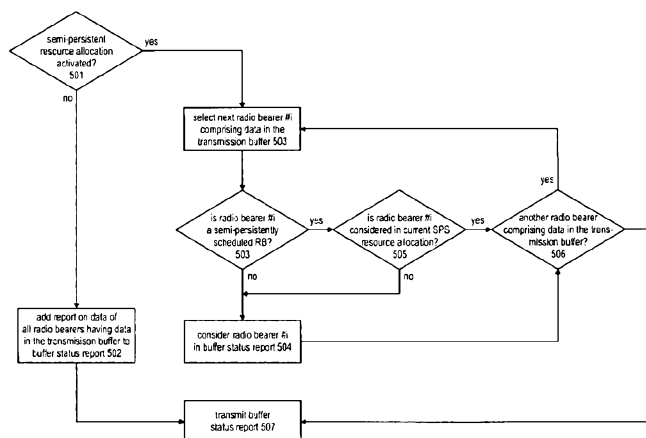 semi-persistent
resource allocation
activated?
501
yes
no
select next radio bearer #i
comprising data in the
transmission buffer 503
is radio bearer #i
a semi-persistently
scheduled RB?
503
yes
no
is radio bearer #i
considered in current SPS
resource allocation?
505
yes
no
another radio bearer
comprising data in the trans-
mission buffer?
506
yes
add report on data of
all radio bearers having data
in the transmisison buffer to
buffer status report 502
consider radio bearer #i
in buffer status report 504
transmit buffer
status report 507